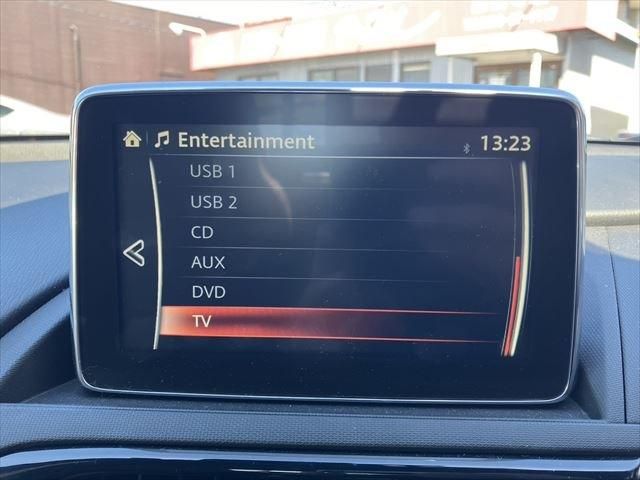 Entertainment 13:23
USB 1
USB 2
CD
AUX
DVD
TV